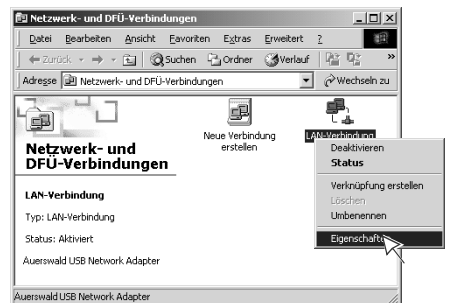 Netzwerk- und DFÜ-Verbindungen
Datei Bearbeiten Ansicht Favoriten Extras Erweitert ?
Zurück Suchen Ordner Verlauf »
Adresse Netzwerk- und DFÜ-Verbindungen Wechseln zu
Netzwerk- und
DFÜ-Verbindungen
LAN-Verbindung
Typ: LAN-Verbindung
Status: Aktiviert
Auerswald USB Network Adapter
Neue Verbindung
erstellen
LAN-Verbindung
Deaktivieren
Status
Verknüpfung erstellen
Löschen
Umbenennen
Eigenschaften
Auerswald USB Network Adapter